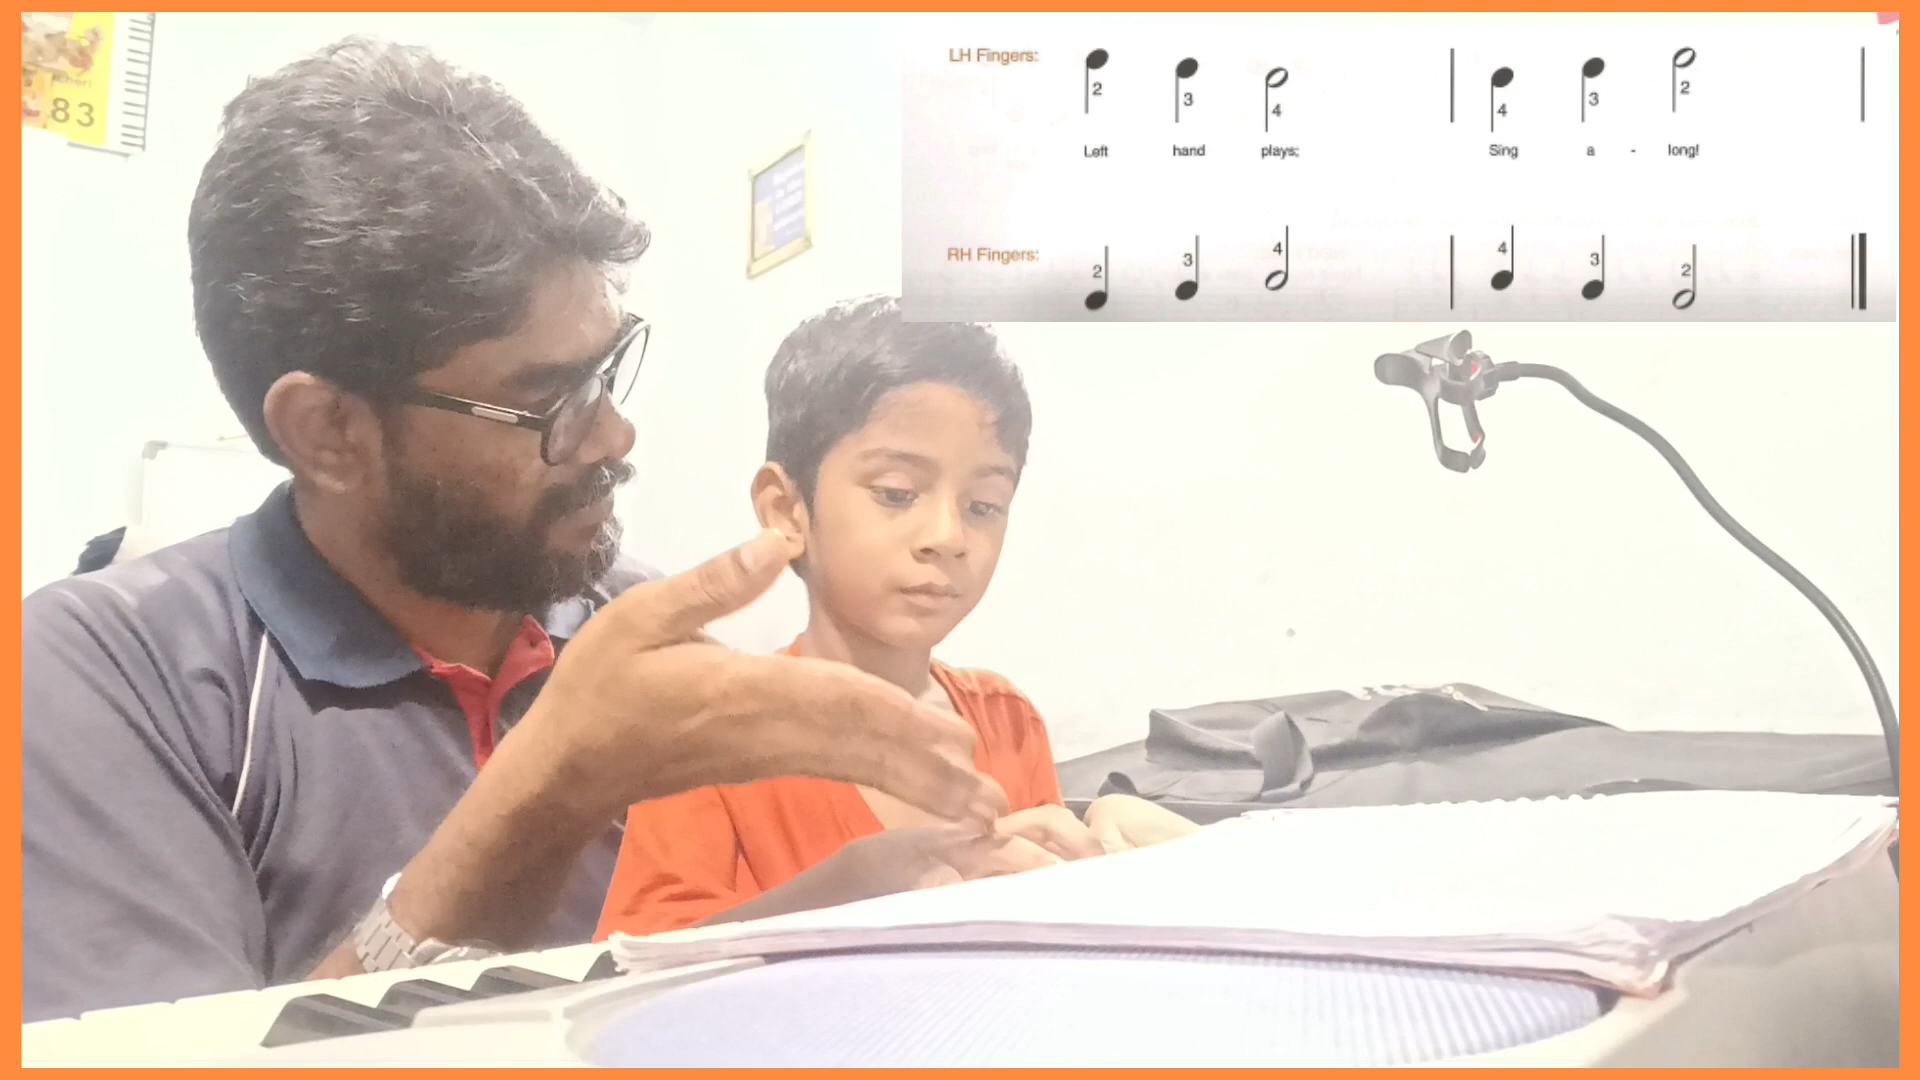 LH Fingers:
2 3 4 4 3 2
Left hand plays; Sing a - long!
RH Fingers:
2 3 4 4 3 2
83